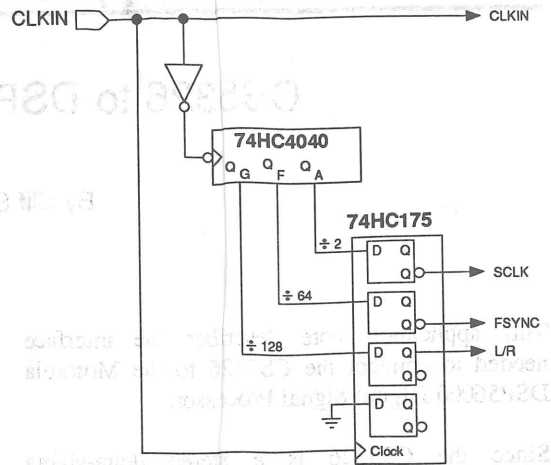 CLKIN
CLKIN
74HC4040
Q G Q F Q A
74HC175
÷ 2
D Q
Q
SCLK
÷ 64
D Q
Q
FSYNC
÷ 128
D Q
Q
L/R
D Q
Q
Clock